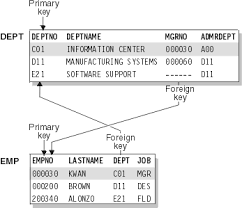 Primary
key
DEPT
DEPTNO DEPTNAME MGRNO ADMRDEPT
C01 INFORMATION CENTER 000030 A00
D11 MANUFACTURING SYSTEMS 000060 D11
E21 SOFTWARE SUPPORT ------ D11
Foreign
key
Primary
key
Foreign
key
EMP
EMPNO LASTNAME DEPT JOB
000030 KWAN C01 MGR
000200 BROWN D11 DES
200340 ALONZO E21 FLD